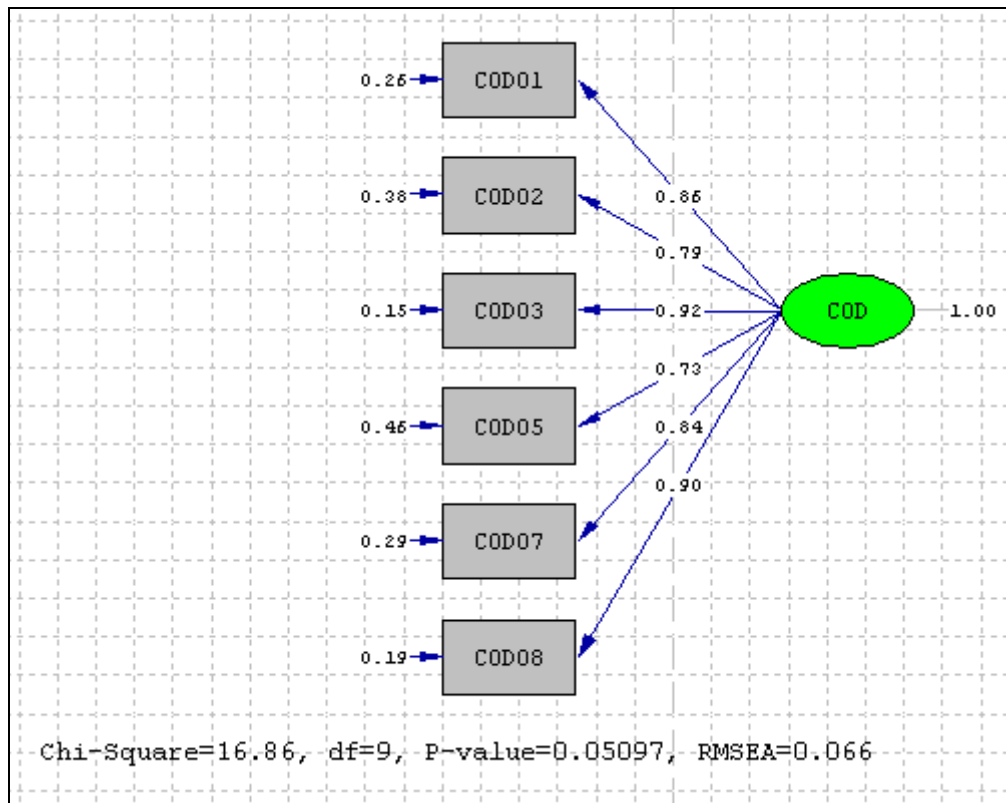 0.26 COD01
0.86
0.38 COD02
0.79
0.15 COD03 0.92 COD 1.00
0.73
0.46 COD05 0.84
0.90
0.29 COD07
0.19 COD08
Chi-Square=16.86, df=9, P-value=0.05097, RMSEA=0.066